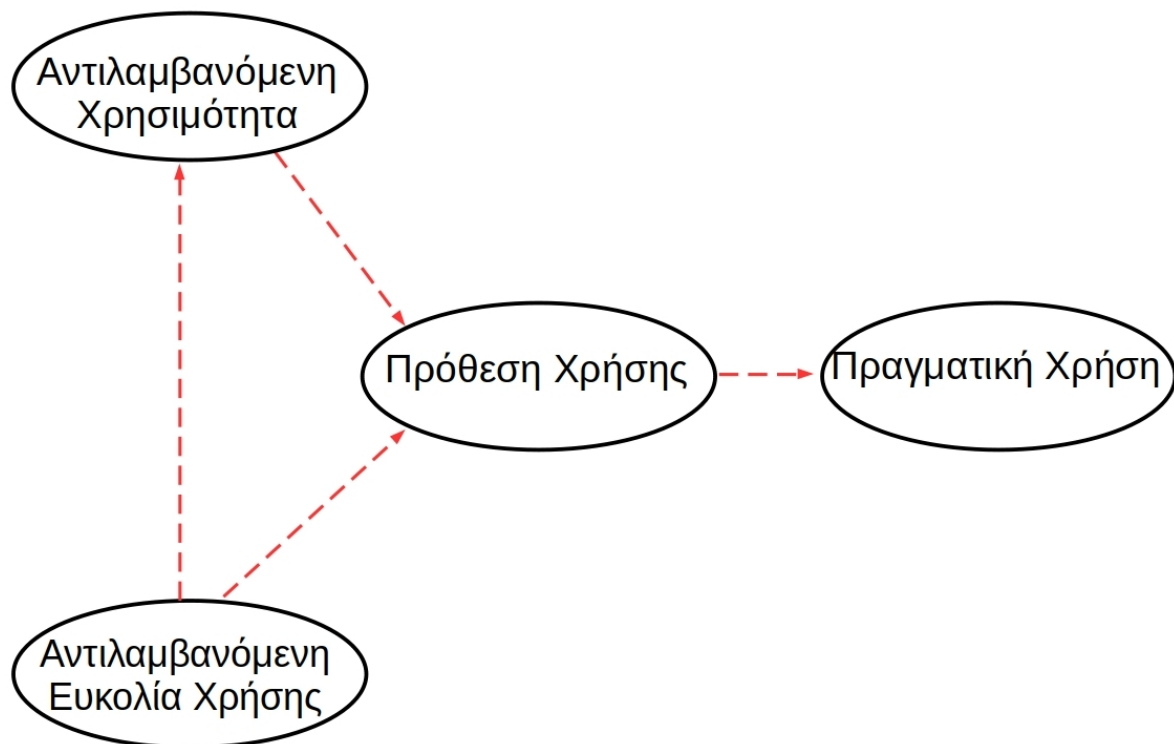 Αντιλαμβανόμενη
Χρησιμότητα
Πρόθεση Χρήσης
Πραγματική Χρήση
Αντιλαμβανόμενη
Ευκολία Χρήσης